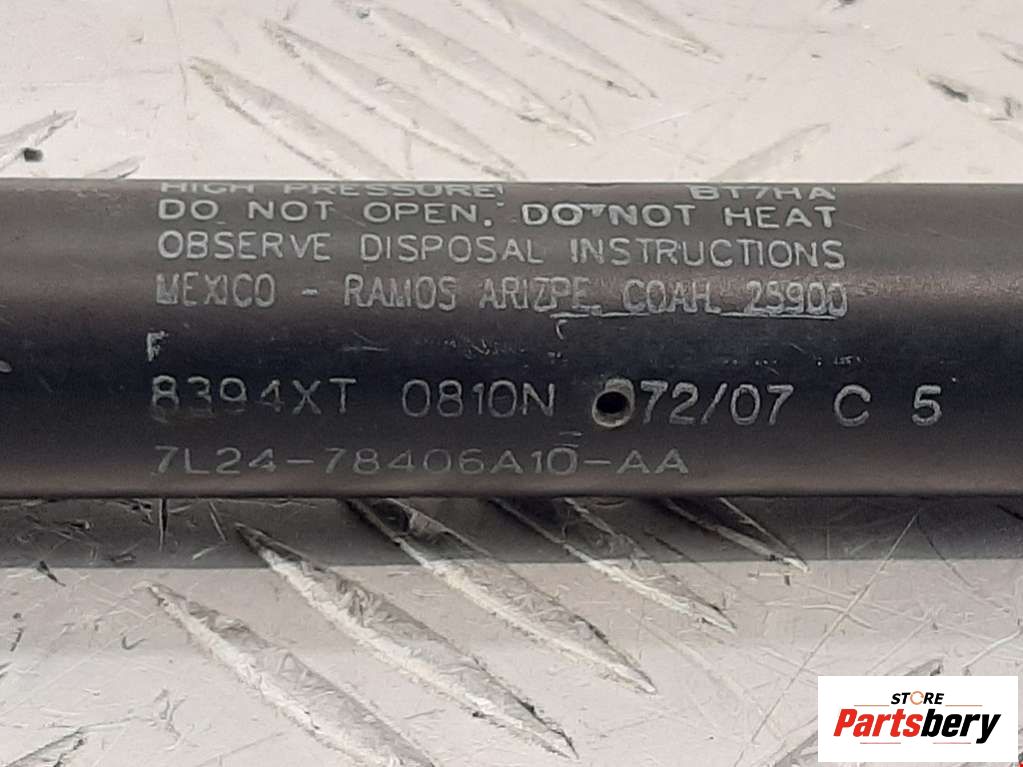 HIGH PRESSURE! BT7HA
DO NOT OPEN. DO NOT HEAT
OBSERVE DISPOSAL INSTRUCTIONS
MEXICO - RAMOS ARIZPE, COAH. 25900
F
8394XT 0810N 072/07 C 5
7L24-78406A10-AA
STORE
Partsbery